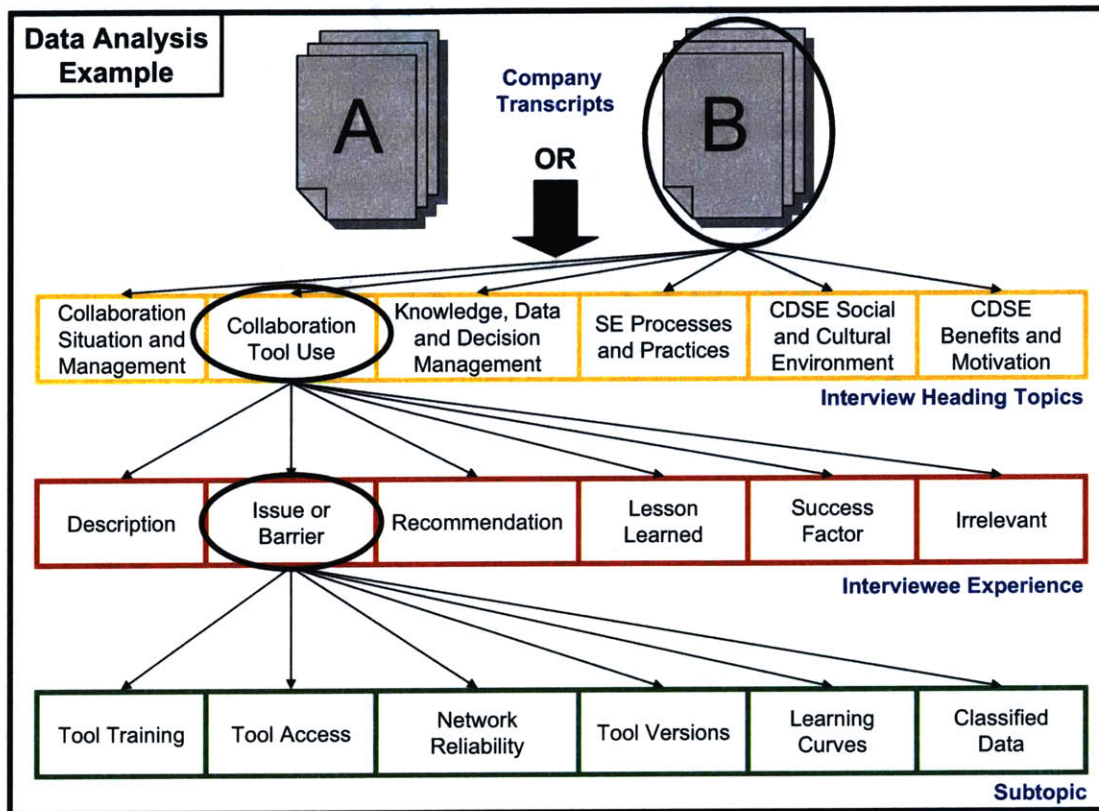 Data Analysis
Example
A
Company
Transcripts
OR
B
Collaboration
Situation and
Management
Collaboration
Tool Use
Knowledge, Data
and Decision
Management
SE Processes
and Practices
CDSE Social
and Cultural
Environment
CDSE
Benefits and
Motivation
Interview Heading Topics
Description
Issue or
Barrier
Recommendation
Lesson
Learned
Success
Factor
Irrelevant
Interviewee Experience
Tool Training
Tool Access
Network
Reliability
Tool Versions
Learning
Curves
Classified
Data
Subtopic